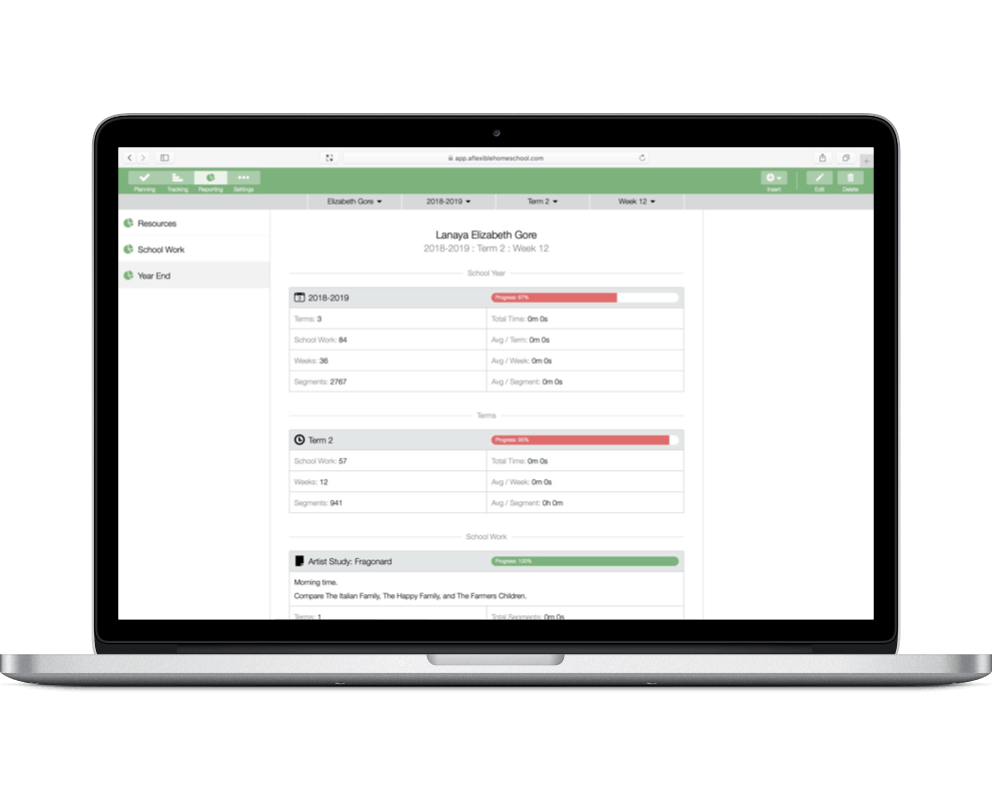 app.aflexiblehomeschool.com
Planning Tracking Reporting Settings Insert Edit Delete
Elizabeth Gore 2018-2019 Term 2 Week 12
Resources
School Work
Year End
Lanaya Elizabeth Gore
2018-2019 : Term 2 : Week 12
School Year
2018-2019 Progress: 67%
Terms: 3 Total Time: 0m 0s
School Work: 84 Avg / Term: 0m 0s
Weeks: 36 Avg / Week: 0m 0s
Segments: 2767 Avg / Segment: 0m 0s
Terms
Term 2 Progress: 95%
School Work: 57 Total Time: 0m 0s
Weeks: 12 Avg / Week: 0m 0s
Segments: 941 Avg / Segment: 0h 0m
School Work
Artist Study: Fragonard Progress: 100%
Morning time.
Compare The Italian Family, The Happy Family, and The Farmers Children.
Terms: 1 Total Segments: 0m 0s